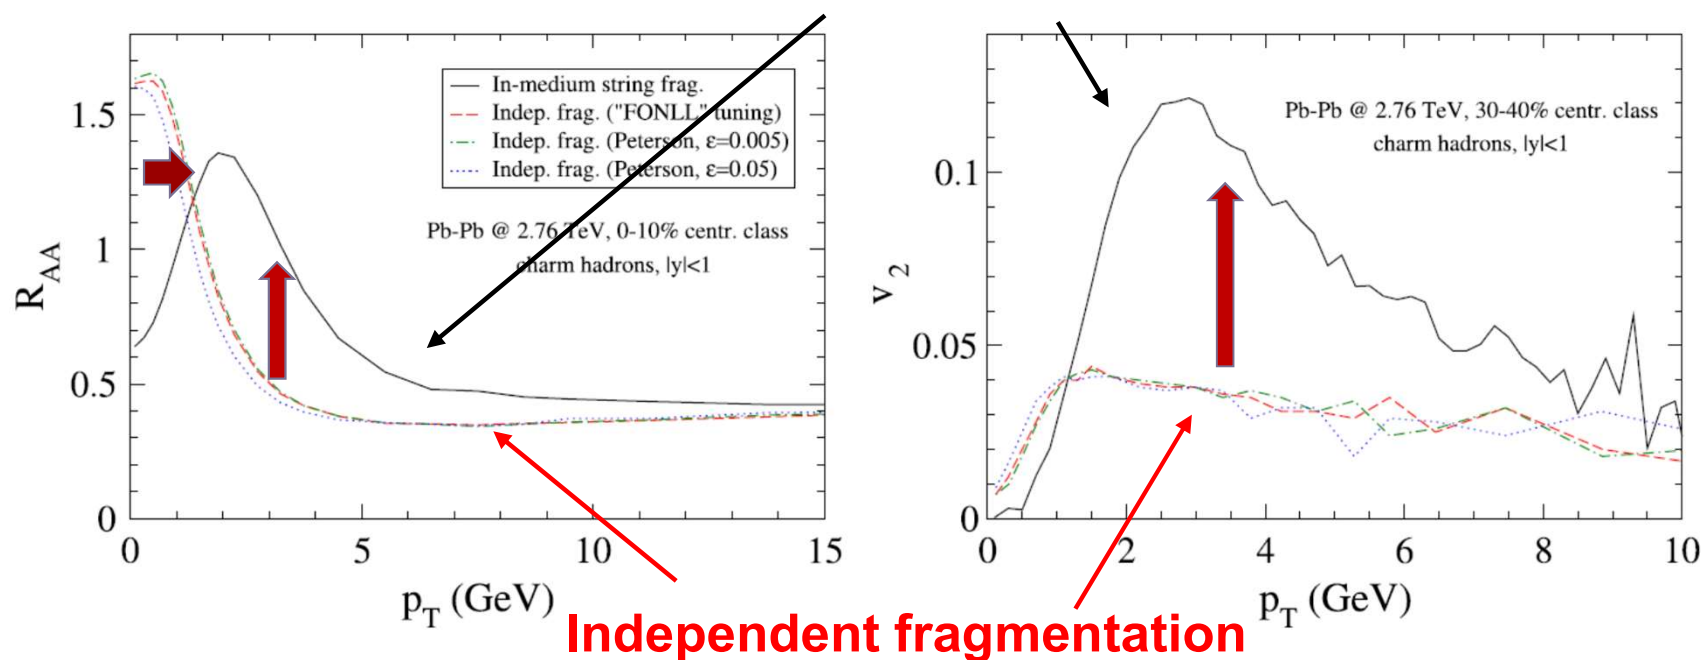 In-medium string frag.
Indep. frag. ("FONLL" tuning)
Indep. frag. (Peterson, ε=0.005)
Indep. frag. (Peterson, ε=0.05)
Pb-Pb @ 2.76 TeV, 0-10% centr. class
charm hadrons, |y|<1
1.5
1
0.5
0
R_AA
0 5 10 15
p_T (GeV)
Pb-Pb @ 2.76 TeV, 30-40% centr. class
charm hadrons, |y|<1
0.1
0.05
0
v_2
0 2 4 6 8 10
p_T (GeV)
Independent fragmentation